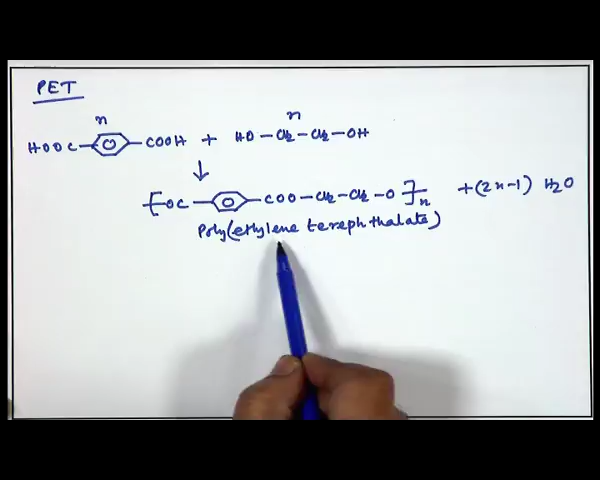 PET
n n
HOOC COOH + HO-CH2-CH2-OH
↓
[OC COO-CH2-CH2-O]n +(2n-1) H2O
Poly(ethylene terephthalate)